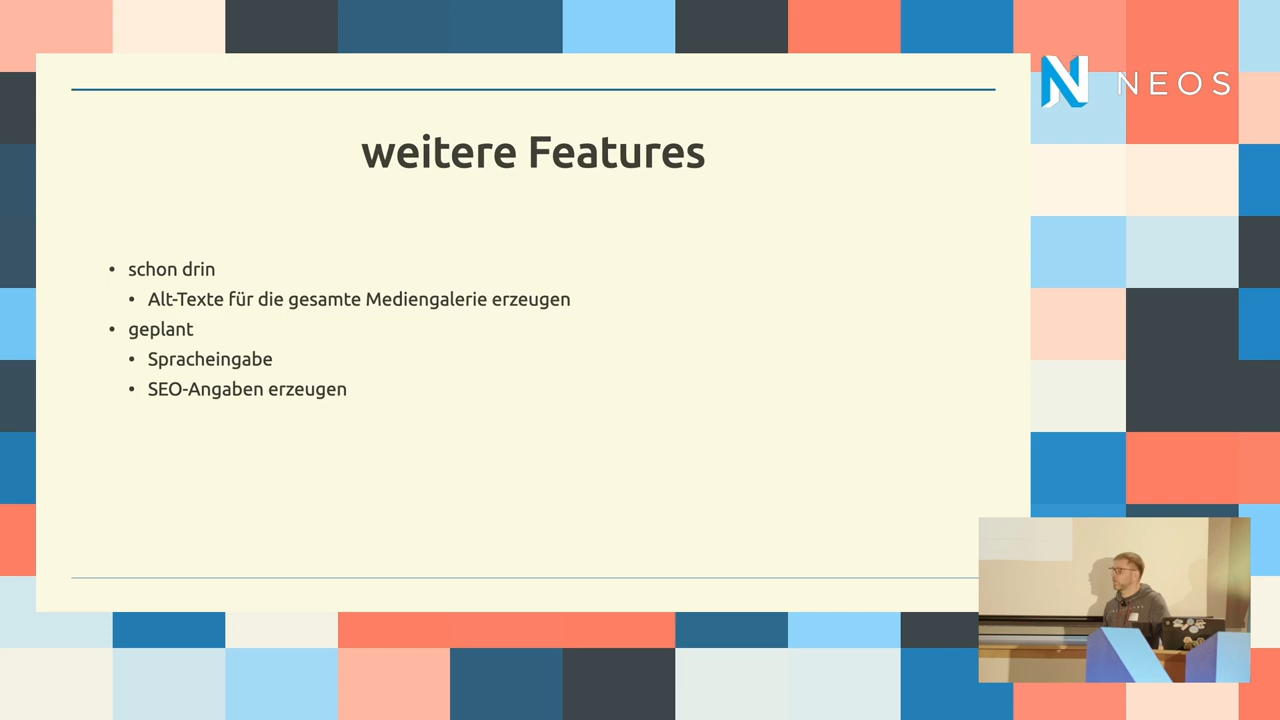 NEOS
weitere Features
• schon drin
• Alt-Texte für die gesamte Mediengalerie erzeugen
• geplant
• Spracheingabe
• SEO-Angaben erzeugen